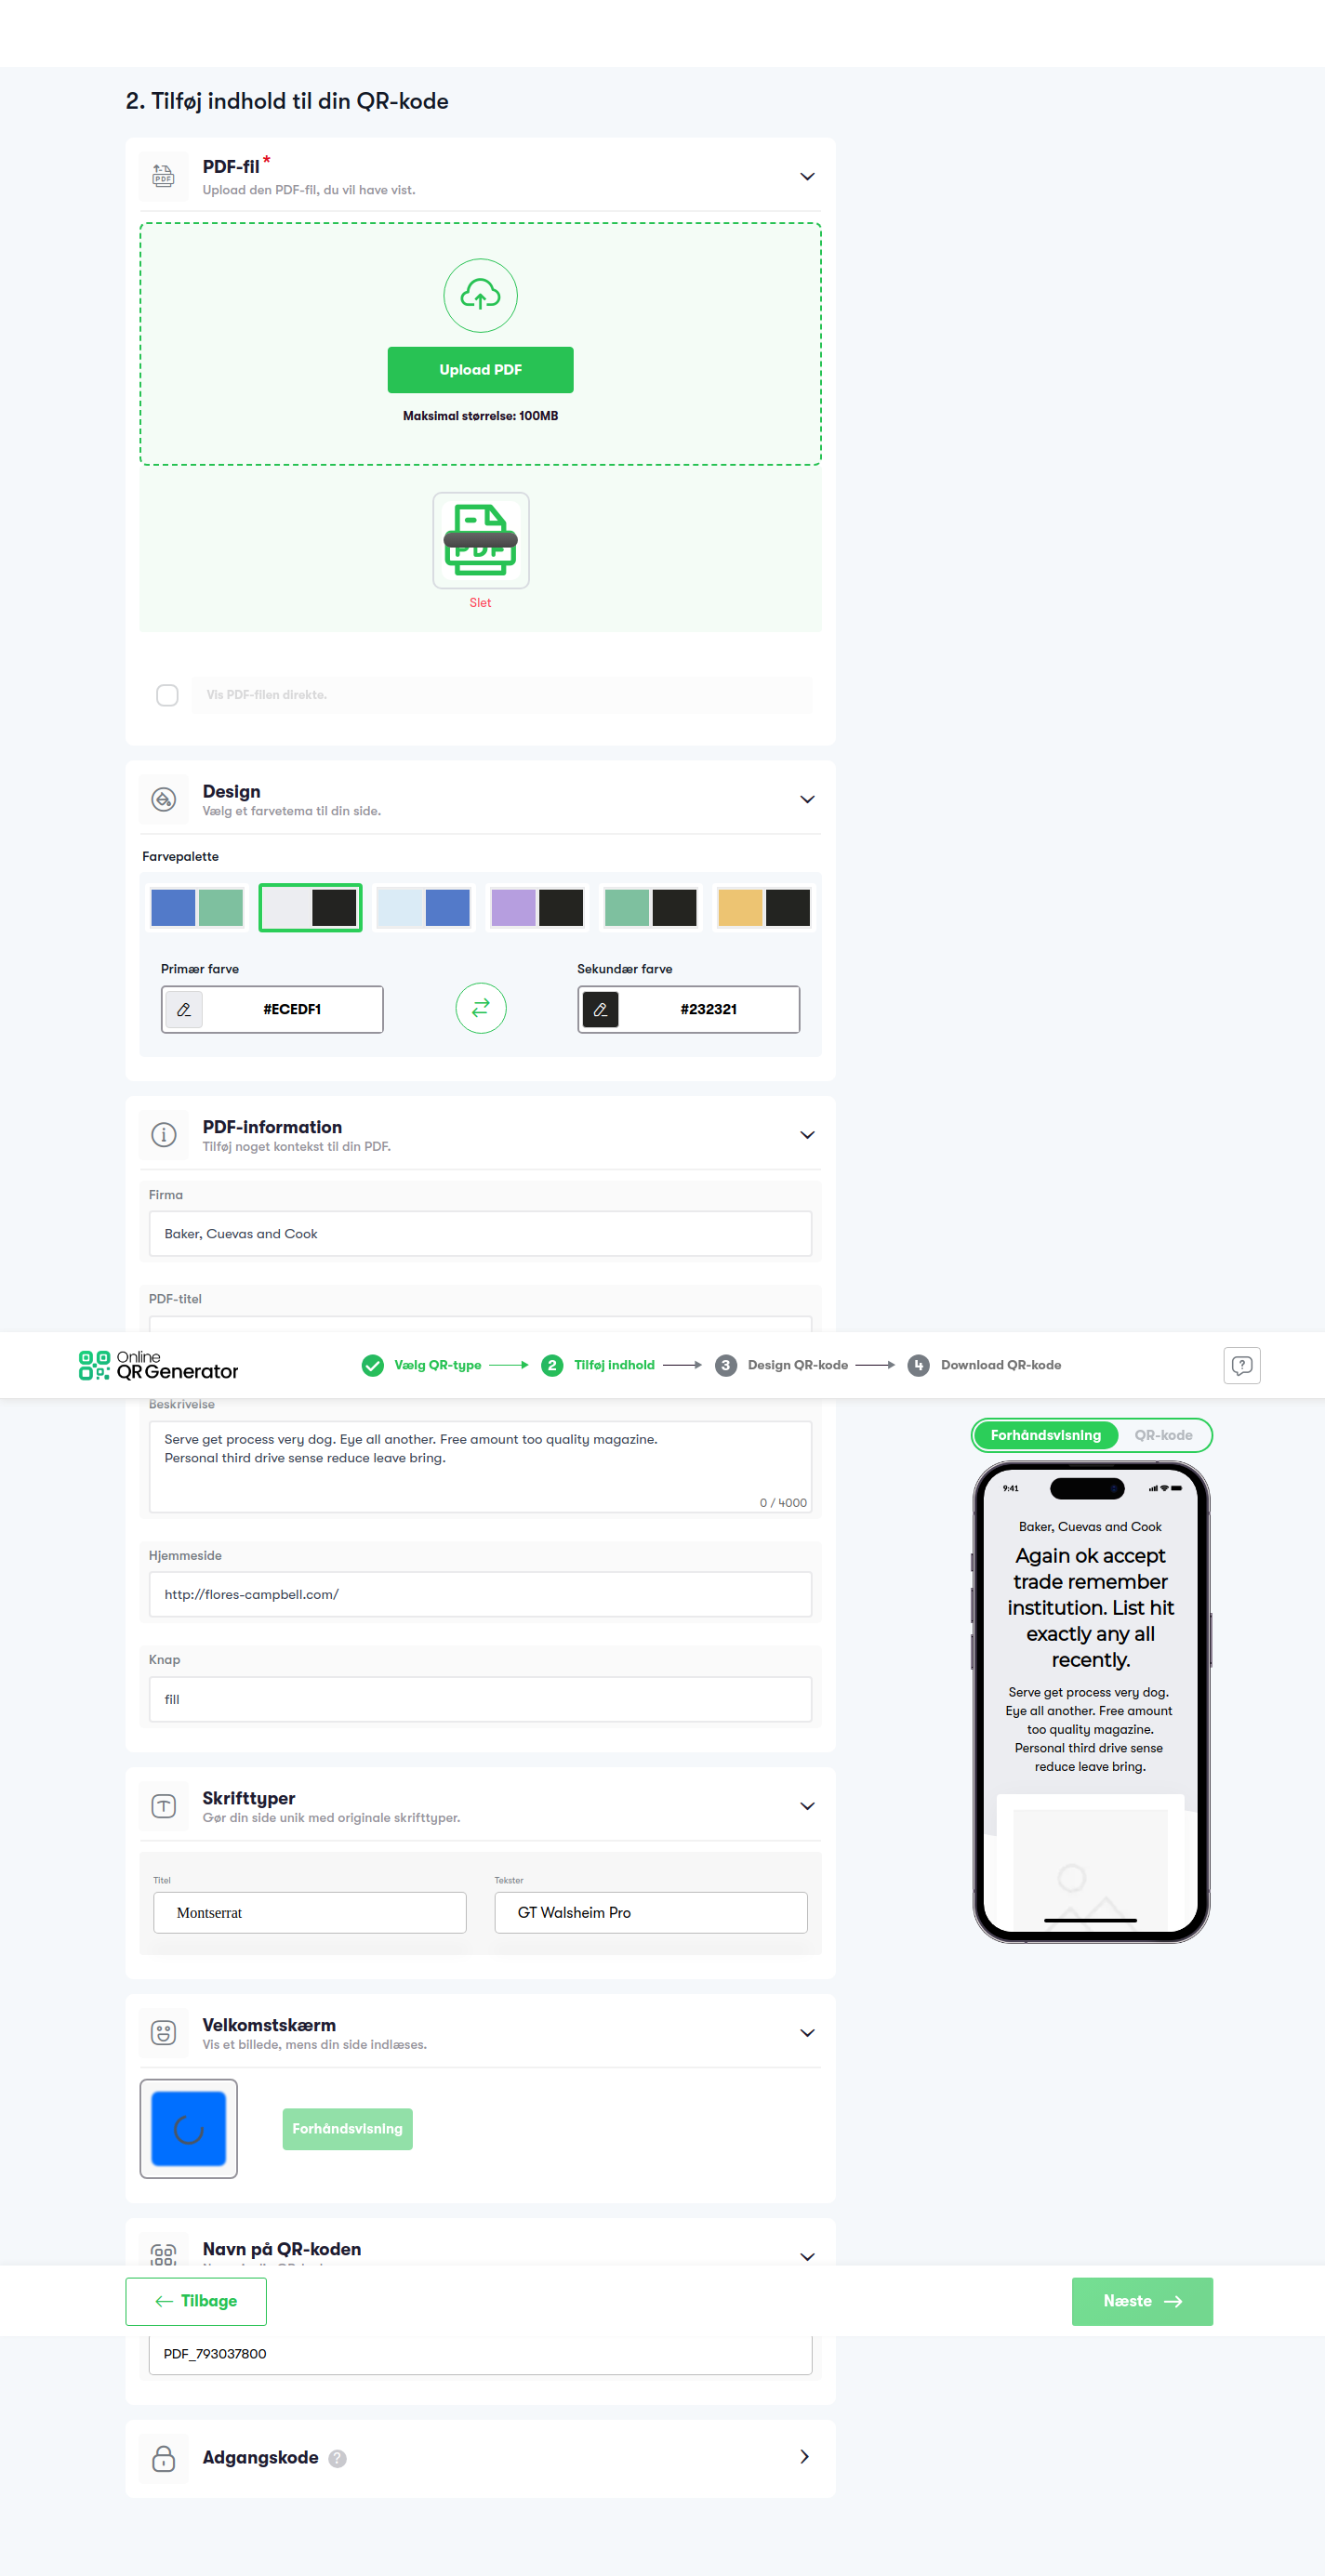 2. Tilføj indhold til din QR-kode
PDF-fil *
Upload den PDF-fil, du vil have vist.
Upload PDF
Maksimal størrelse: 100MB
PDF
Slet
Vis PDF-filen direkte.
Design
Vælg et farvetema til din side.
Farvepalette
Primær farve
#ECEDF1
Sekundær farve
#232321
PDF-information
Tilføj noget kontekst til din PDF.
Firma
Baker, Cuevas and Cook
PDF-titel
Online
QR Generator
Vælg QR-type
2 Tilføj indhold
3 Design QR-kode
4 Download QR-kode
Beskrivelse
Serve get process very dog. Eye all another. Free amount too quality magazine.
Personal third drive sense reduce leave bring.
0 / 4000
Hjemmeside
http://flores-campbell.com/
Knap
fill
Forhåndsvisning
QR-kode
9:41
Baker, Cuevas and Cook
Again ok accept
trade remember
institution. List hit
exactly any all
recently.
Serve get process very dog.
Eye all another. Free amount
too quality magazine.
Personal third drive sense
reduce leave bring.
Skrifttyper
Gør din side unik med originale skrifttyper.
Titel
Montserrat
Tekster
GT Walsheim Pro
Velkomstskærm
Vis et billede, mens din side indlæses.
Forhåndsvisning
Navn på QR-koden
Tilbage
Næste
PDF_793037800
Adgangskode ?